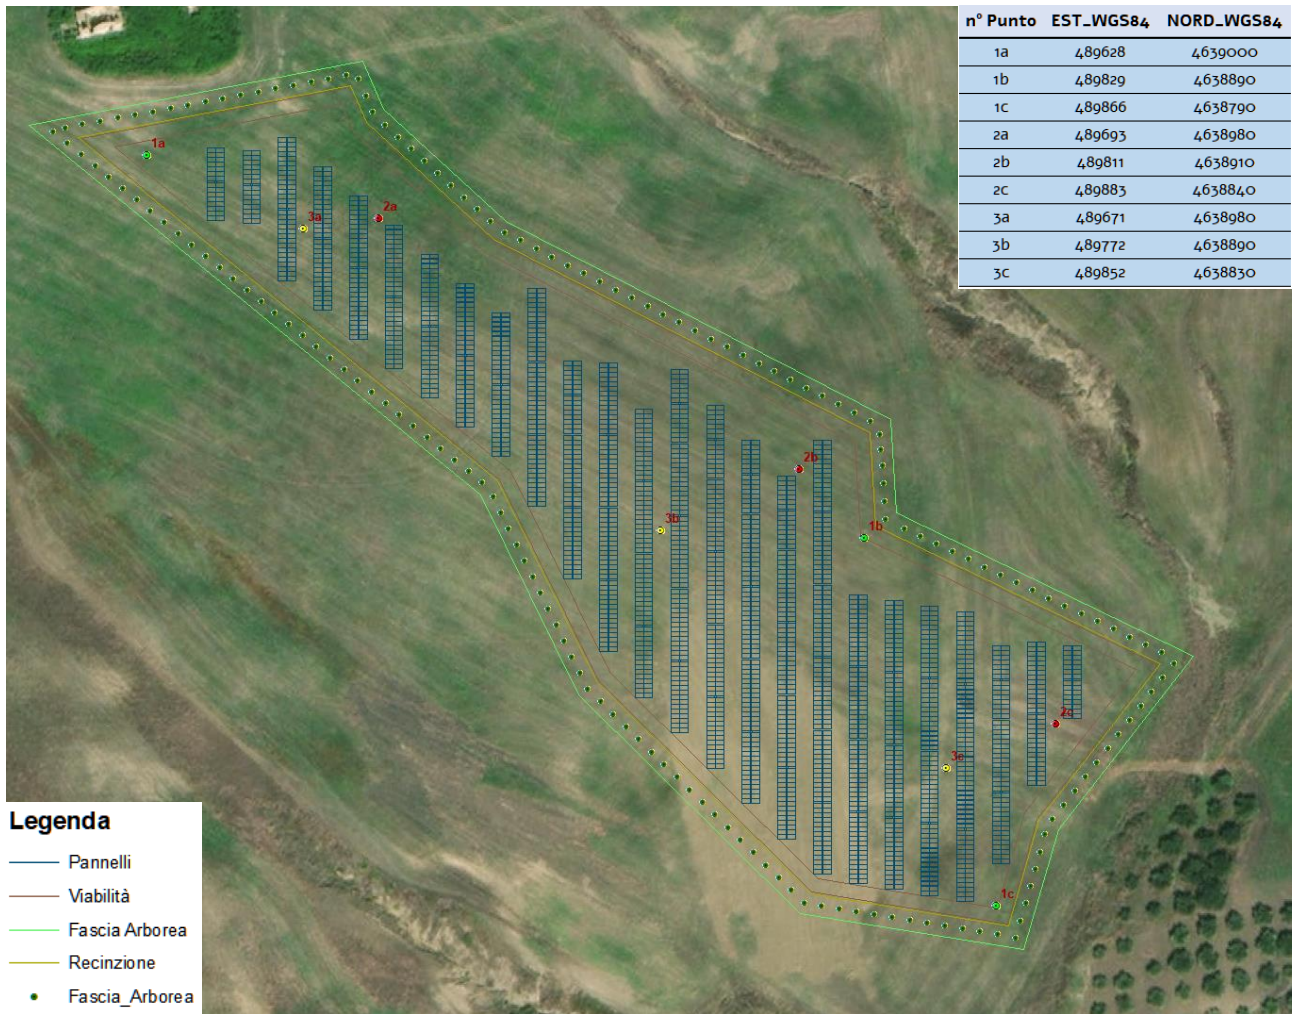 n° Punto EST_WGS84 NORD_WGS84
1a 489628 4639000
1b 489829 4638890
1c 489866 4638790
2a 489693 4638980
2b 489811 4638910
2c 489883 4638840
3a 489671 4638980
3b 489772 4638890
3c 489852 4638830
1a
2a
3a
2b
3b
1b
2c
3c
1c
Legenda
Pannelli
Viabilità
Fascia Arborea
Recinzione
Fascia_Arborea